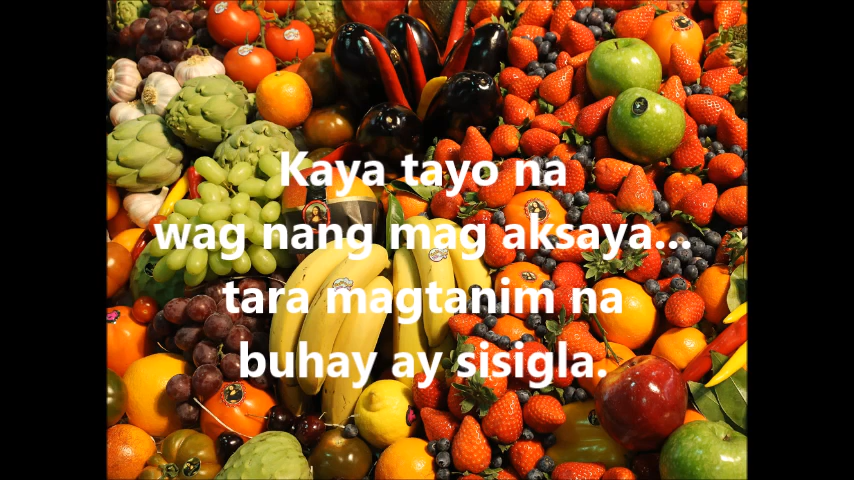 Kaya tayo na
wag nang mag aksaya...
tara magtanim na
buhay ay sisigla.